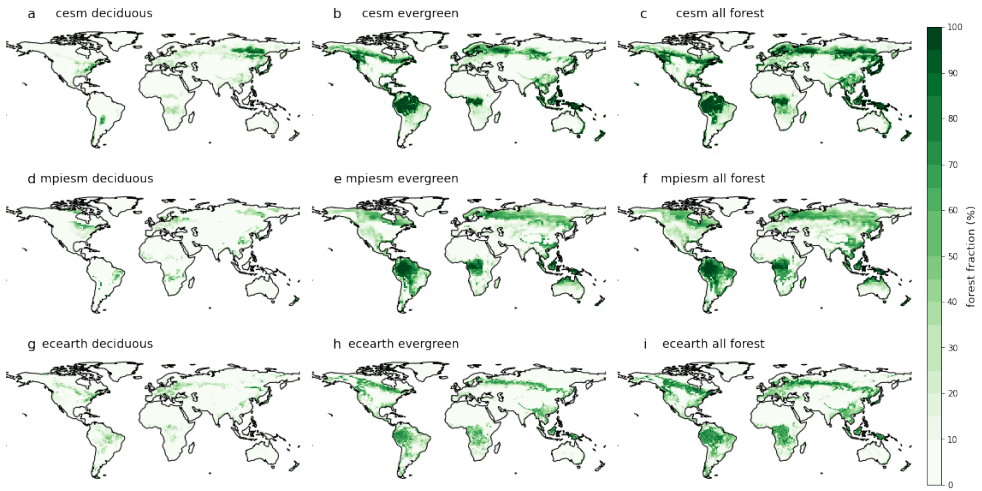 a cesm deciduous
b cesm evergreen
c cesm all forest
d mpiesm deciduous
e mpiesm evergreen
f mpiesm all forest
g ecearth deciduous
h ecearth evergreen
i ecearth all forest
100
90
80
70
60
50
40
30
20
10
0
forest fraction (%)